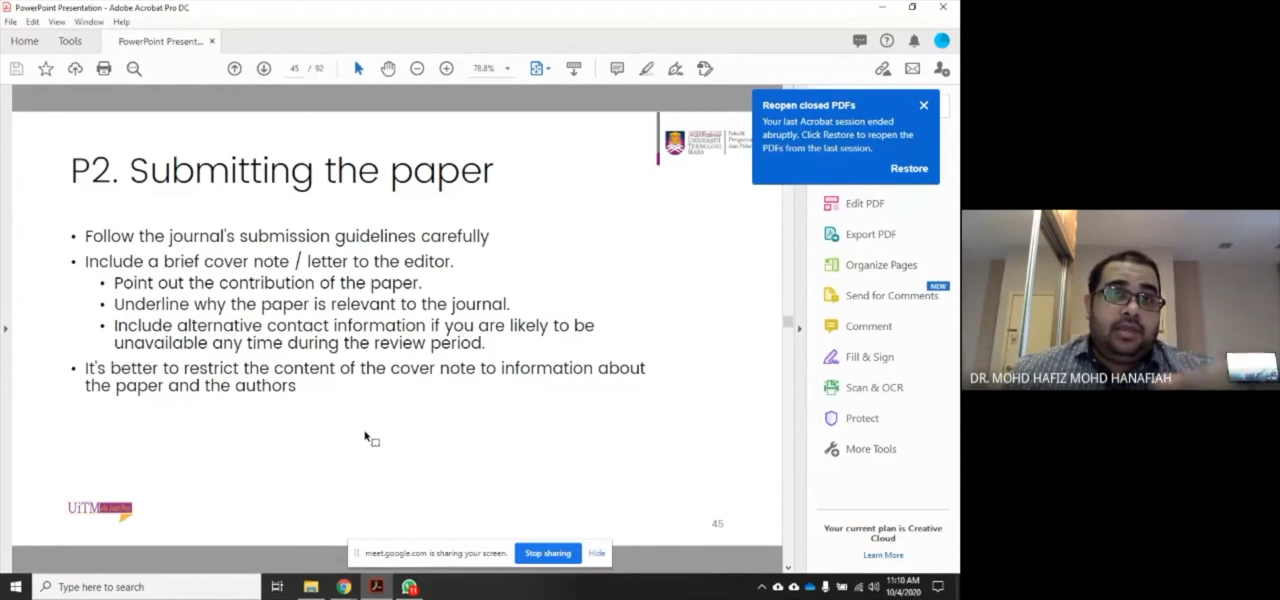 PowerPoint Presentation - Adobe Acrobat Pro DC
File Edit View Window Help
Home Tools PowerPoint Present... ×
45 / 92 78.8%
Reopen closed PDFs
Your last Acrobat session ended
abruptly. Click Restore to reopen the
PDFs from the last session.
Restore
UNIVERSITI
TEKNOLOGI
MARA
P2. Submitting the paper
• Follow the journal's submission guidelines carefully
• Include a brief cover note / letter to the editor.
• Point out the contribution of the paper.
• Underline why the paper is relevant to the journal.
• Include alternative contact information if you are likely to be
unavailable any time during the review period.
• It's better to restrict the content of the cover note to information about
the paper and the authors
UiTM
45
Edit PDF
Export PDF
Organize Pages
NEW
Send for Comments
Comment
Fill & Sign
Scan & OCR
Protect
More Tools
Your current plan is Creative
Cloud
Learn More
DR. MOHD HAFIZ MOHD HANAFIAH
meet.google.com is sharing your screen. Stop sharing Hide
Type here to search
11:10 AM
10/4/2020